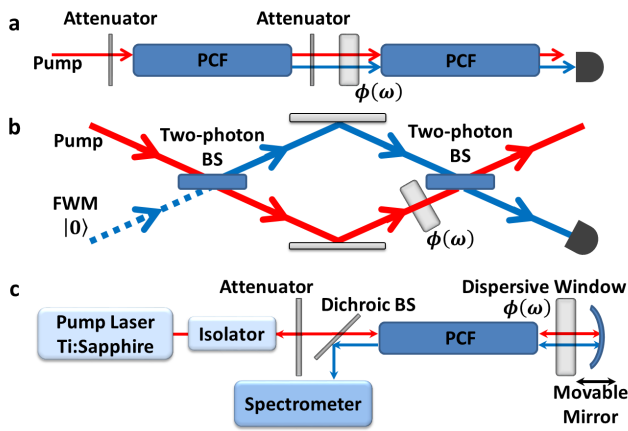 a
Attenuator
Attenuator
Pump
PCF
PCF
ϕ(ω)
b
Pump
Two-photon
BS
Two-photon
BS
FWM
|0⟩
ϕ(ω)
c
Attenuator
Dichroic BS
Dispersive Window
ϕ(ω)
Pump Laser
Ti:Sapphire
Isolator
PCF
Spectrometer
Movable
Mirror